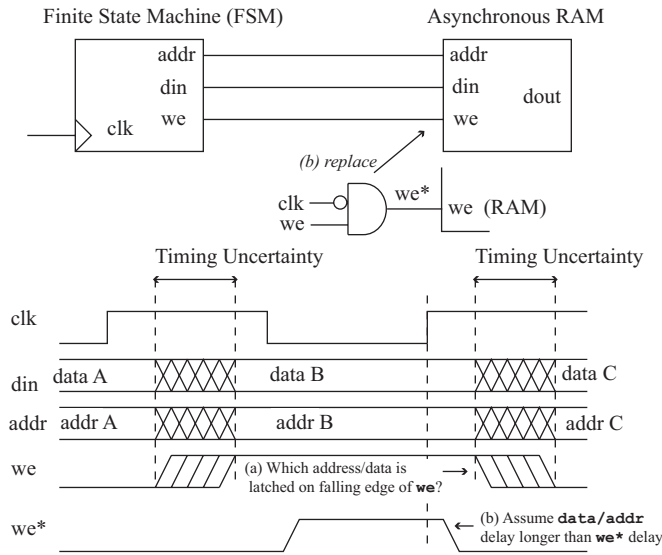 Finite State Machine (FSM)
Asynchronous RAM
addr
din
we
clk
addr
din
we
dout
(b) replace
clk
we
we*
we (RAM)
Timing Uncertainty
Timing Uncertainty
clk
din
data A
data B
data C
addr
addr A
addr B
addr C
we
(a) Which address/data is
latched on falling edge of we?
we*
(b) Assume data/addr
delay longer than we* delay